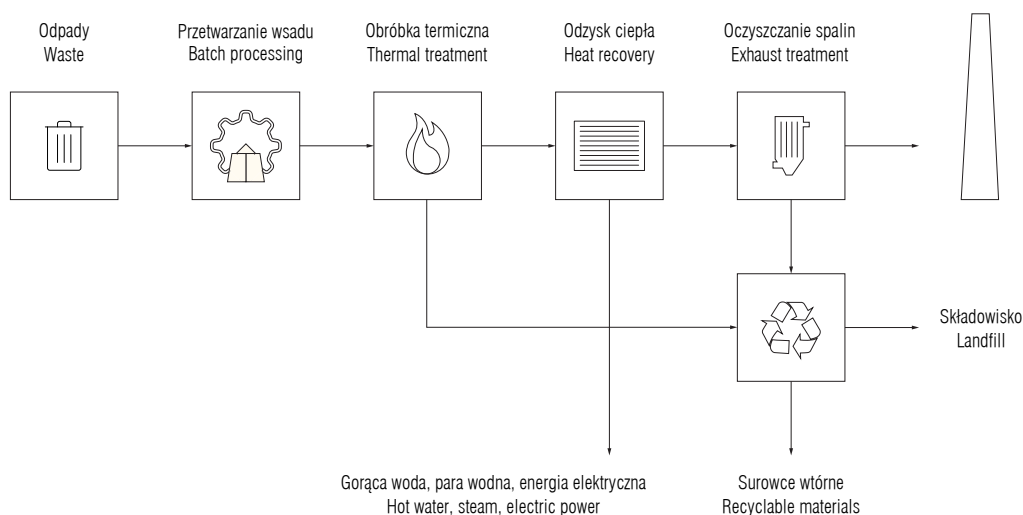 Odpady
Waste
Przetwarzanie wsadu
Batch processing
Obróbka termiczna
Thermal treatment
Odzysk ciepła
Heat recovery
Oczyszczanie spalin
Exhaust treatment
Składowisko
Landfill
Gorąca woda, para wodna, energia elektryczna
Hot water, steam, electric power
Surowce wtórne
Recyclable materials